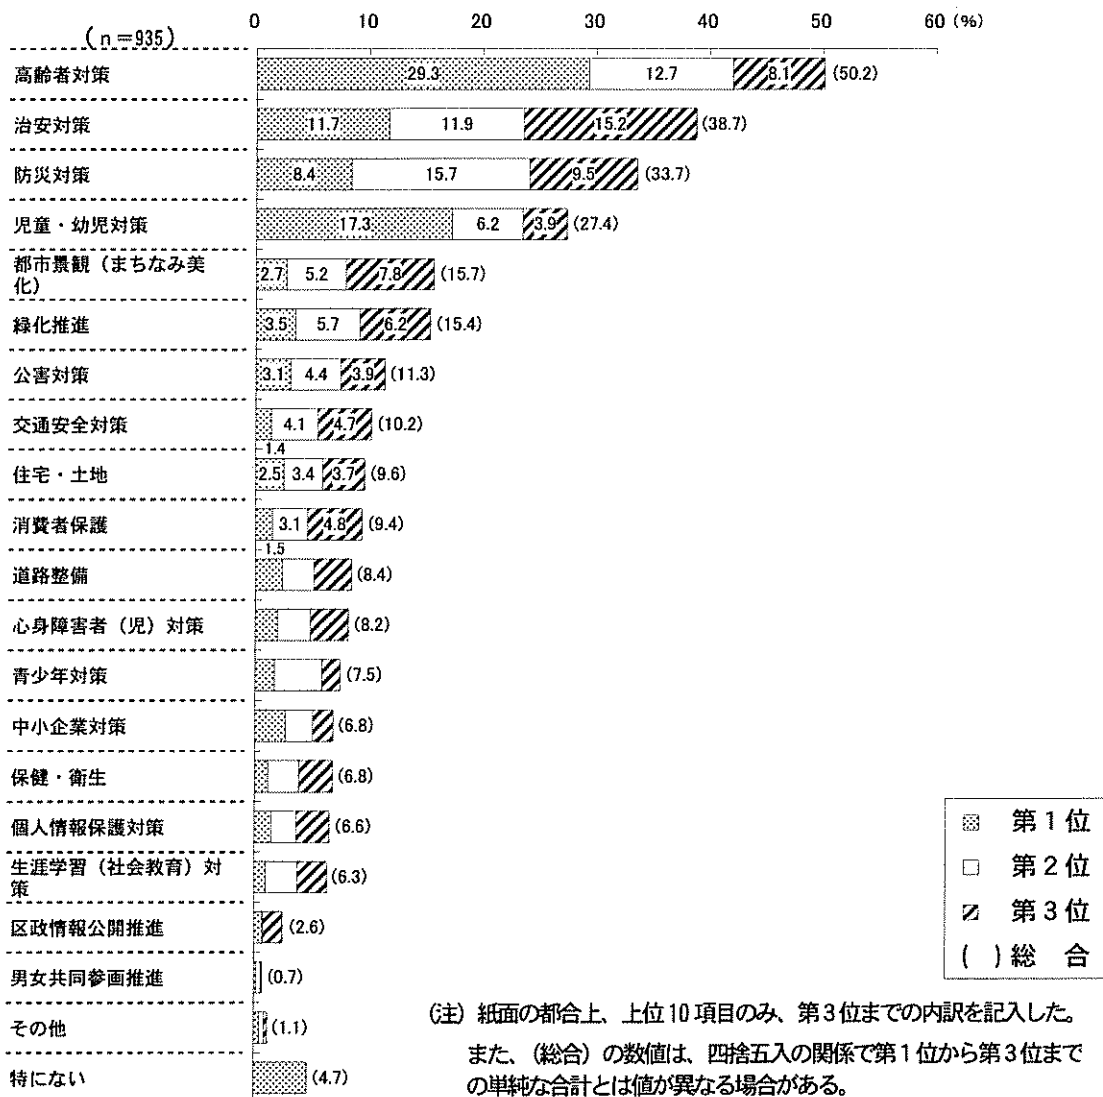 0 10 20 30 40 50 60 (%)
(n=935)
高齢者対策 29.3 12.7 8.1 (50.2)
治安対策 11.7 11.9 15.2 (38.7)
防災対策 8.4 15.7 9.5 (33.7)
児童・幼児対策 17.3 6.2 3.9 (27.4)
都市景観（まちなみ美
化） 2.7 5.2 7.8 (15.7)
緑化推進 3.5 5.7 6.2 (15.4)
公害対策 3.1 4.4 3.9 (11.3)
交通安全対策 4.1 4.7 (10.2)
1.4
住宅・土地 2.5 3.4 3.7 (9.6)
消費者保護 3.1 4.8 (9.4)
1.5
道路整備 (8.4)
心身障害者（児）対策 (8.2)
青少年対策 (7.5)
中小企業対策 (6.8)
保健・衛生 (6.8)
個人情報保護対策 (6.6)
生涯学習（社会教育）対
策 (6.3)
区政情報公開推進 (2.6)
男女共同参画推進 (0.7)
その他 (1.1)
特にない (4.7)
第1位
第2位
第3位
( )総 合
(注) 紙面の都合上、上位10項目のみ、第3位までの内訳を記入した。
また、(総合) の数値は、四捨五入の関係で第1位から第3位まで
の単純な合計とは値が異なる場合がある。